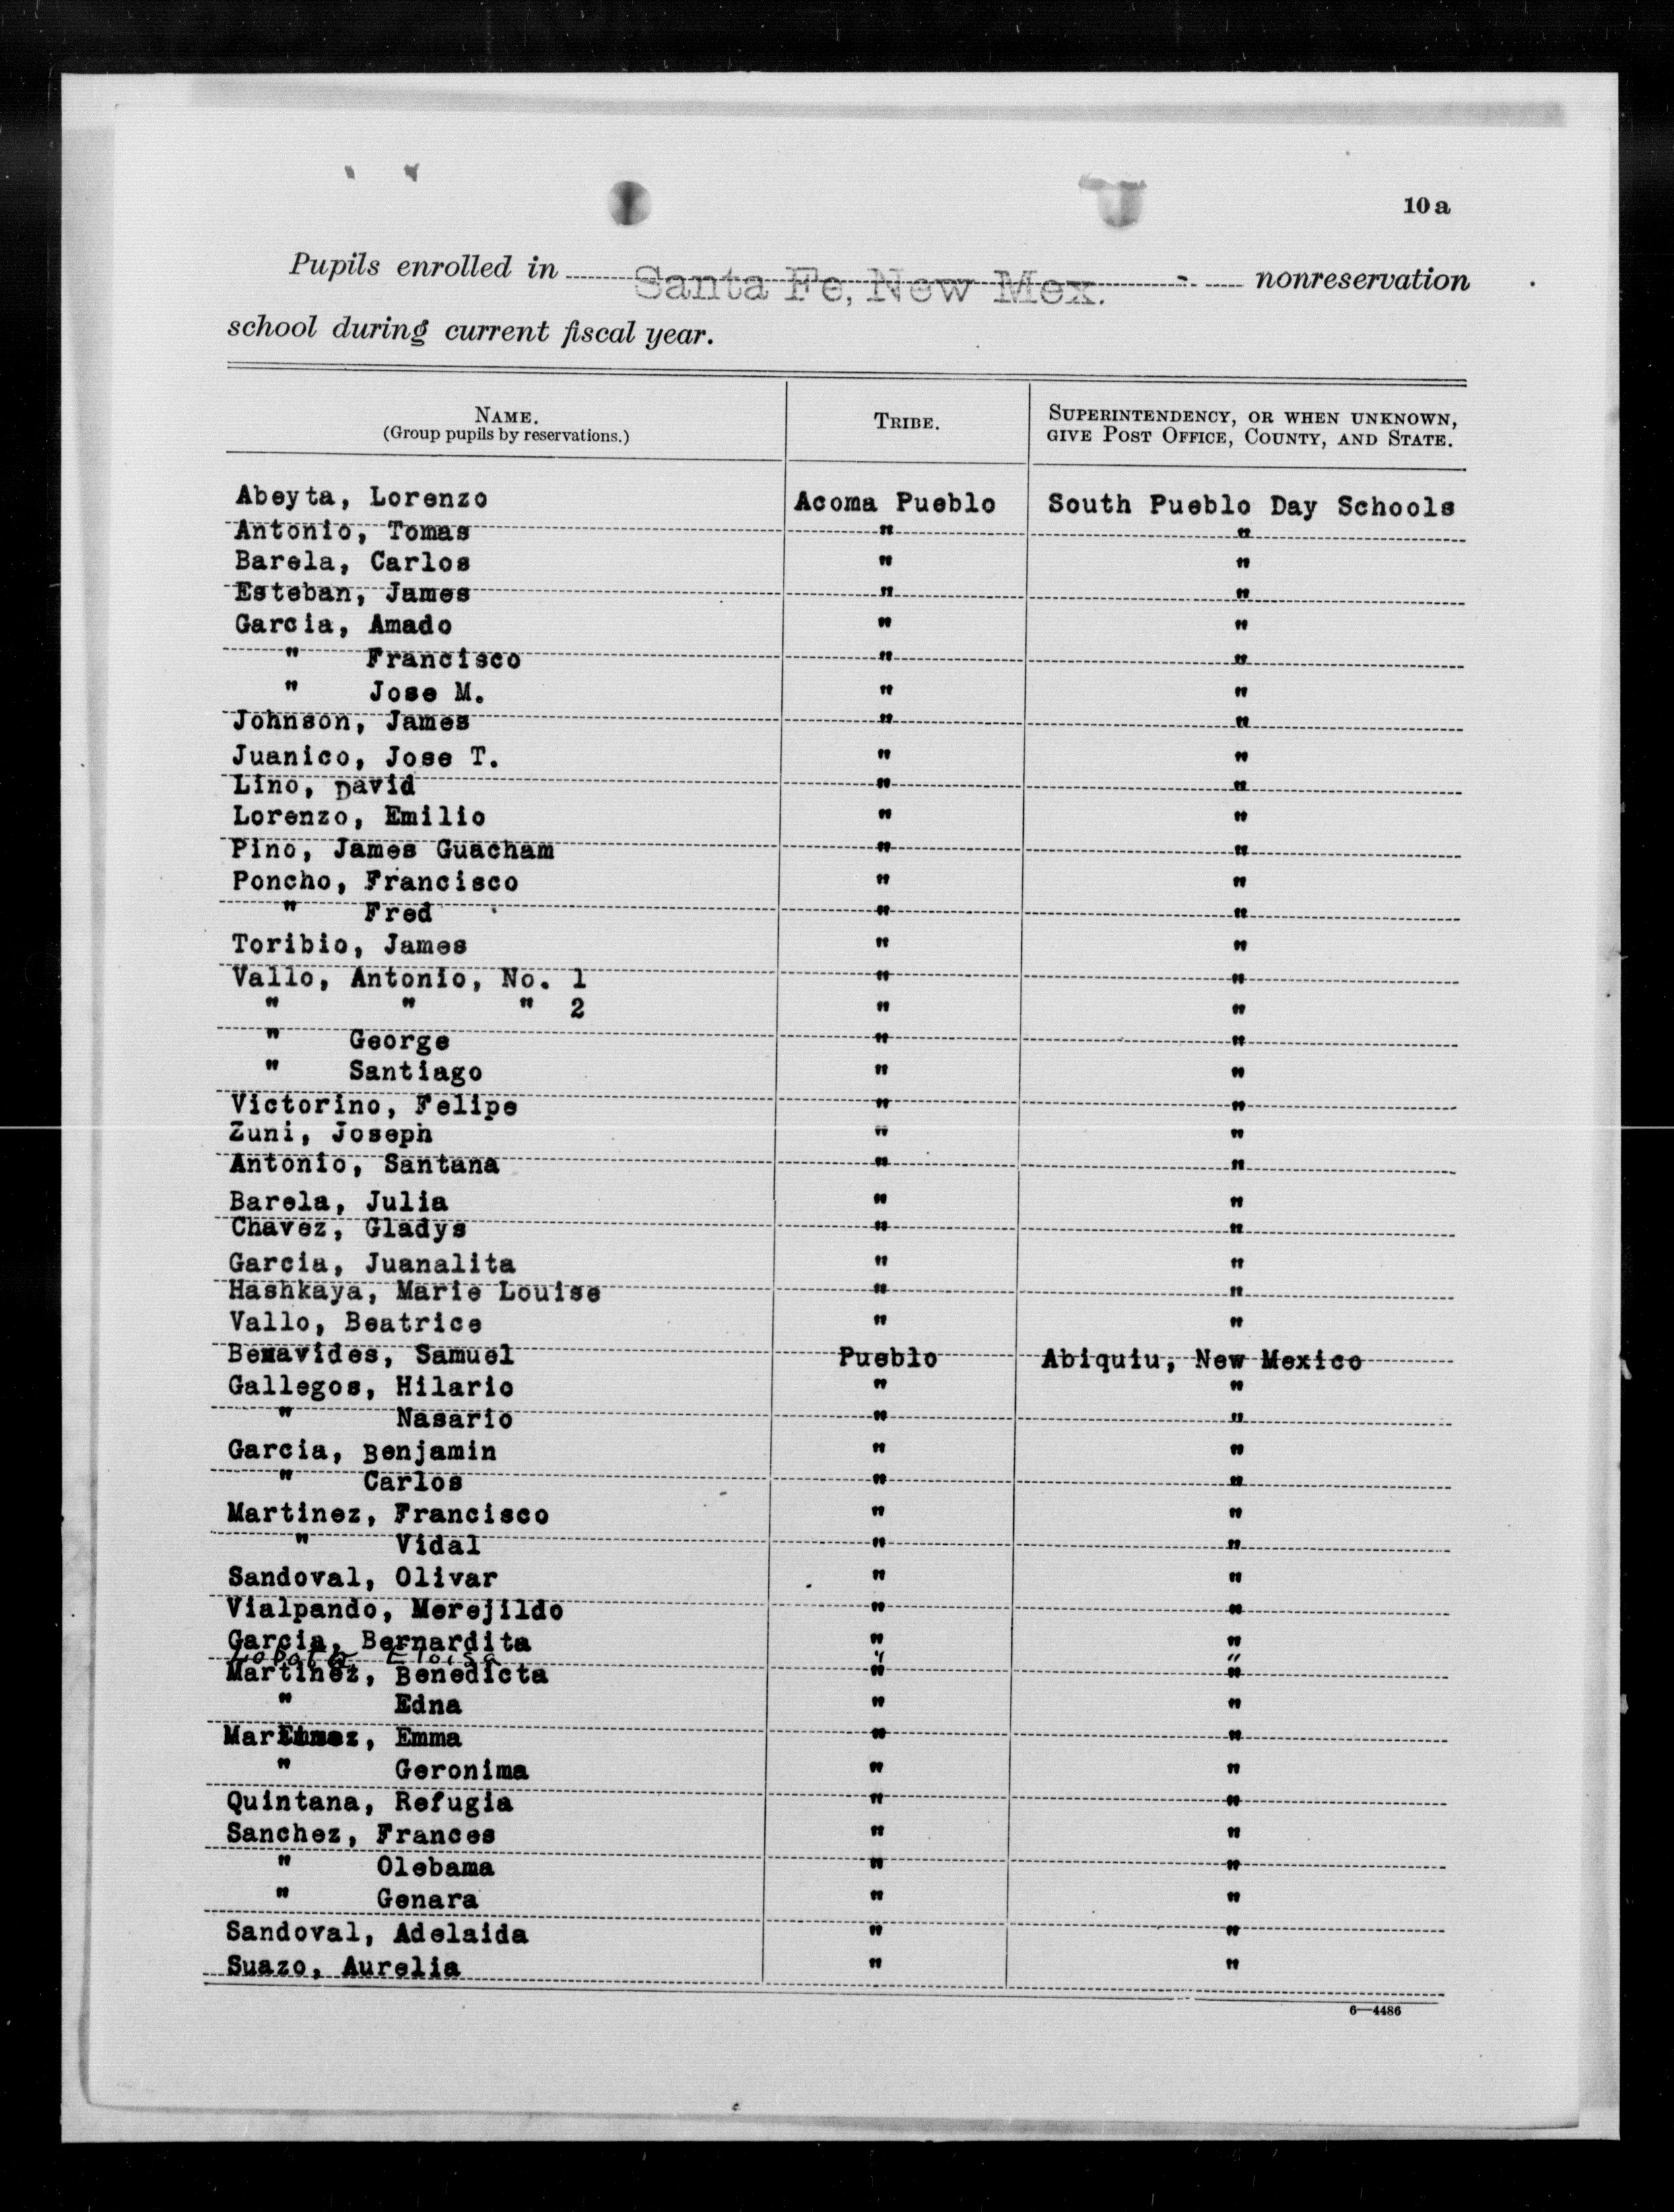 10 a
Pupils enrolled in Santa Fe, New Mex. nonreservation
school during current fiscal year.
NAME. (Group pupils by reservations.) TRIBE. SUPERINTENDENCY, OR WHEN UNKNOWN, GIVE POST OFFICE, COUNTY, AND STATE.
Abeyta, Lorenzo Acoma Pueblo South Pueblo Day Schools
Antonio, Tomas " "
Barela, Carlos " "
Esteban, James " "
Garcia, Amado " "
" Francisco " "
" Jose M. " "
Johnson, James " "
Juanico, Jose T. " "
Lino, David " "
Lorenzo, Emilio " "
Pino, James Guacham " "
Poncho, Francisco " "
" Fred " "
Toribio, James " "
Vallo, Antonio, No. 1 " "
" " " 2 " "
" George " "
" Santiago " "
Victorino, Felipe " "
Zuni, Joseph " "
Antonio, Santana " "
Barela, Julia " "
Chavez, Gladys " "
Garcia, Juanalita " "
Hashkaya, Marie Louise " "
Vallo, Beatrice " "
Benavides, Samuel Pueblo Abiquiu, New Mexico
Gallegos, Hilario " "
" Nasario " "
Garcia, Benjamin " "
" Carlos " "
Martinez, Francisco " "
" Vidal " "
Sandoval, Olivar " "
Vialpando, Merejildo " "
Garcia, Bernardita " "
Lobato Eloisa " "
Martinez, Benedicta " "
" Edna " "
Martinez, Emma " "
" Geronima " "
Quintana, Refugia " "
Sanchez, Frances " "
" Olebama " "
" Genara " "
Sandoval, Adelaida " "
Suazo, Aurelia " "
6—4486